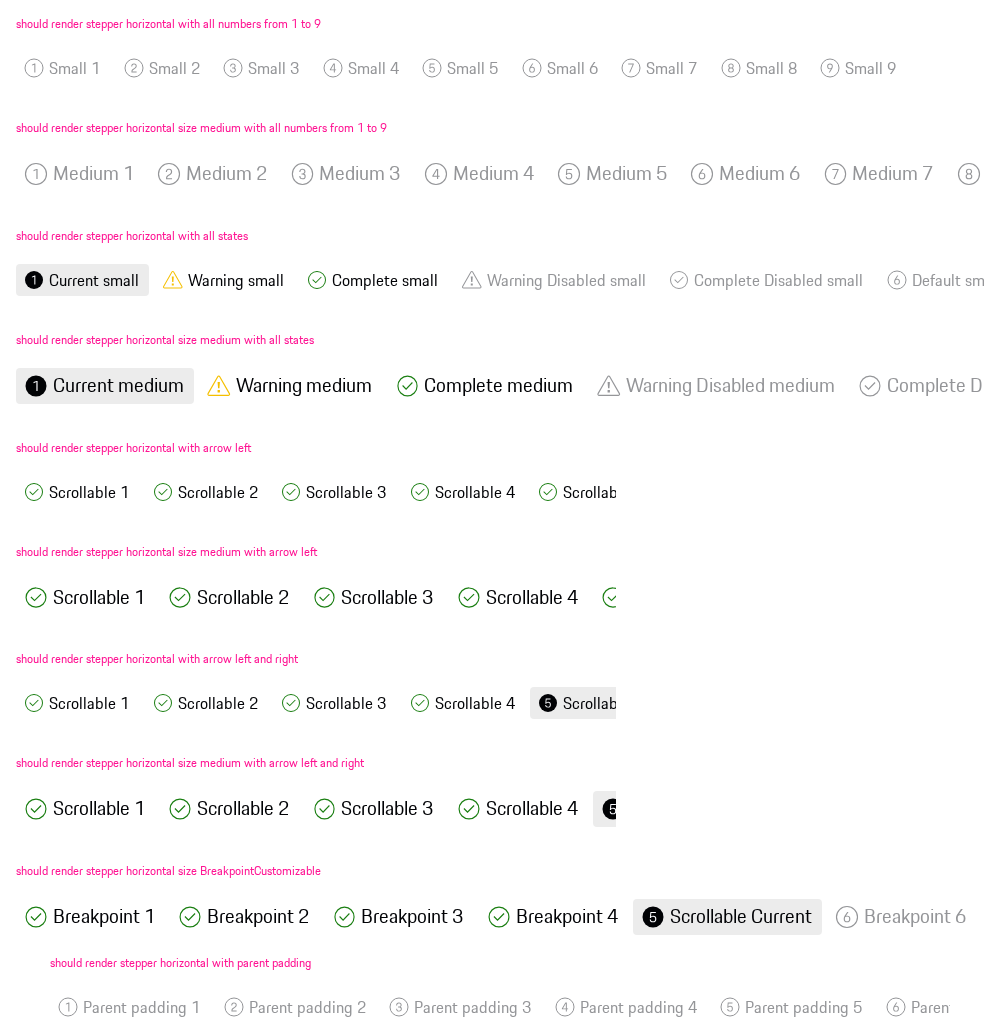 should render stepper horizontal with all numbers from 1 to 9
1 Small 1 2 Small 2 3 Small 3 4 Small 4 5 Small 5 6 Small 6 7 Small 7 8 Small 8 9 Small 9
should render stepper horizontal size medium with all numbers from 1 to 9
1 Medium 1 2 Medium 2 3 Medium 3 4 Medium 4 5 Medium 5 6 Medium 6 7 Medium 7 8
should render stepper horizontal with all states
1 Current small Warning small Complete small Warning Disabled small Complete Disabled small 6 Default sm
should render stepper horizontal size medium with all states
1 Current medium Warning medium Complete medium Warning Disabled medium Complete D
should render stepper horizontal with arrow left
Scrollable 1 Scrollable 2 Scrollable 3 Scrollable 4 Scrollab
should render stepper horizontal size medium with arrow left
Scrollable 1 Scrollable 2 Scrollable 3 Scrollable 4
should render stepper horizontal with arrow left and right
Scrollable 1 Scrollable 2 Scrollable 3 Scrollable 4 5 Scrollab
should render stepper horizontal size medium with arrow left and right
Scrollable 1 Scrollable 2 Scrollable 3 Scrollable 4 5
should render stepper horizontal size BreakpointCustomizable
Breakpoint 1 Breakpoint 2 Breakpoint 3 Breakpoint 4 5 Scrollable Current 6 Breakpoint 6
should render stepper horizontal with parent padding
1 Parent padding 1 2 Parent padding 2 3 Parent padding 3 4 Parent padding 4 5 Parent padding 5 6 Paren